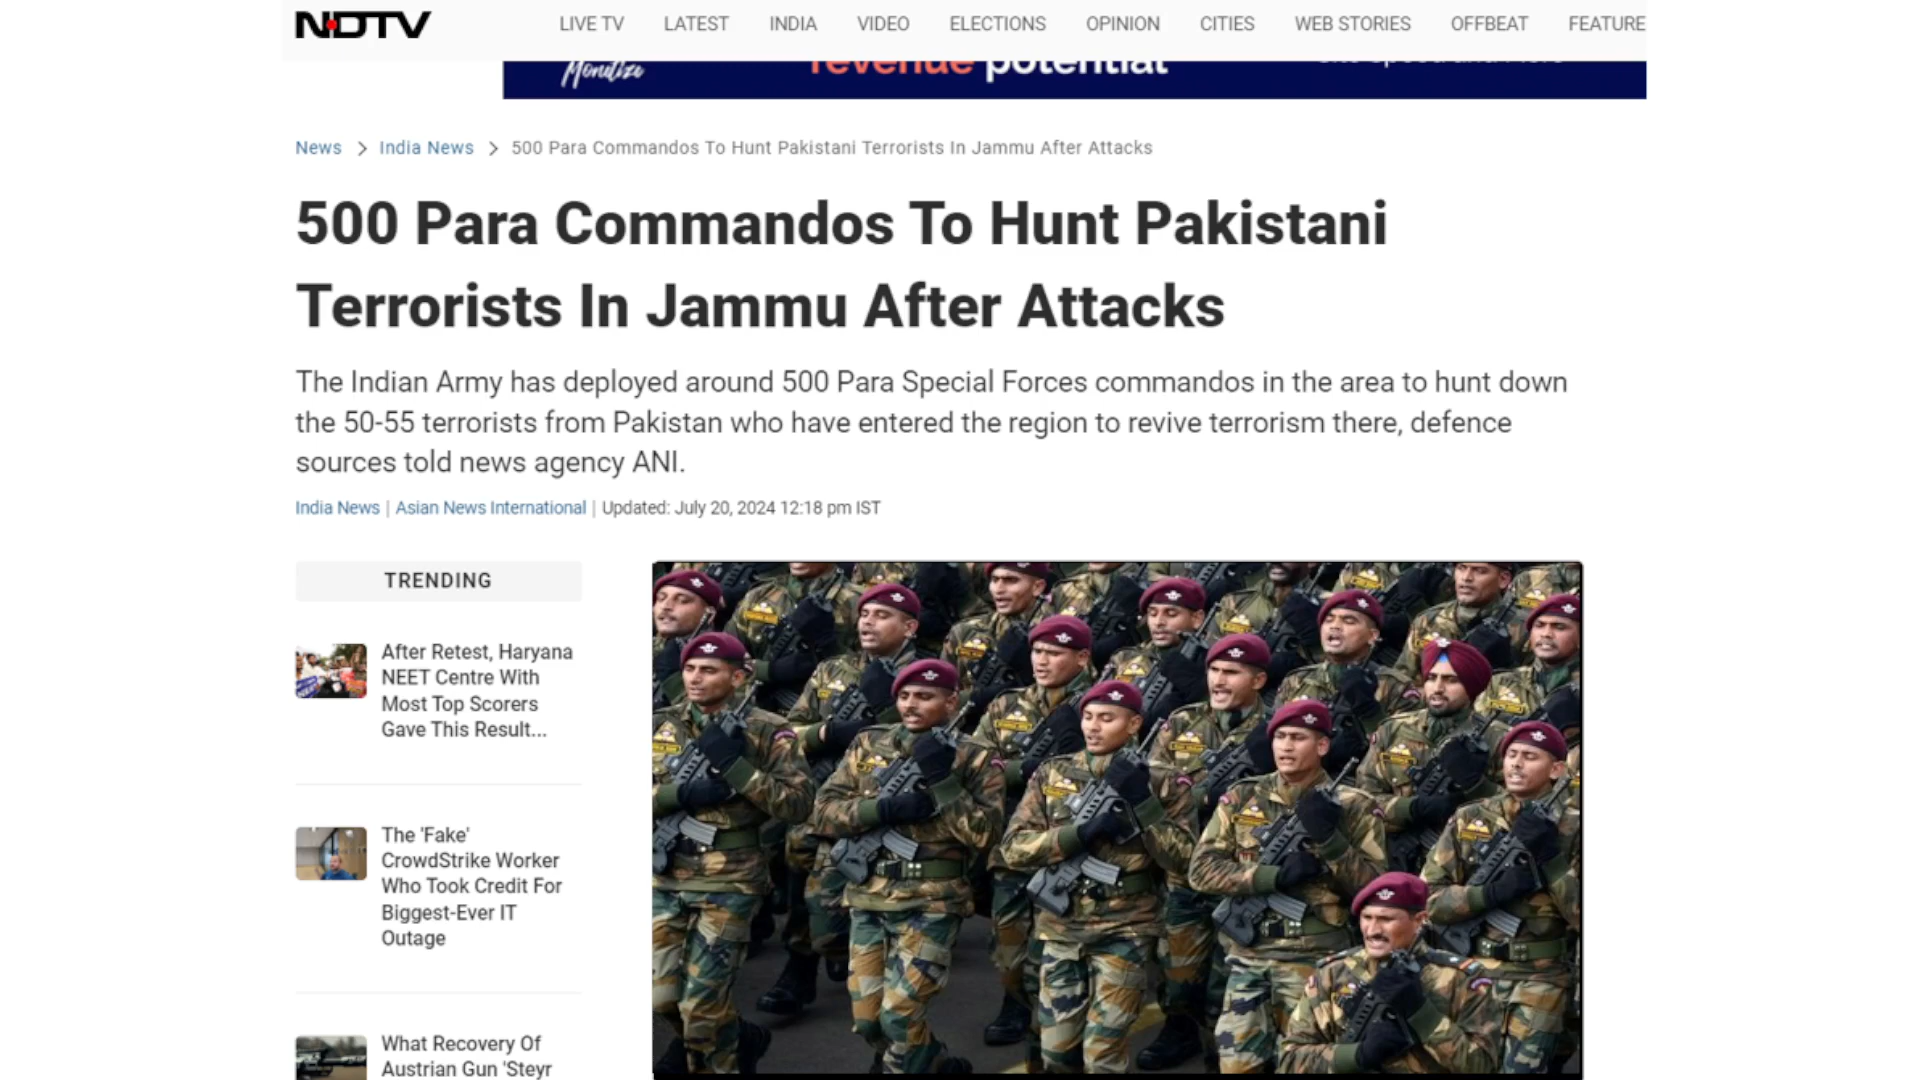 NDTV
LIVE TV LATEST INDIA VIDEO ELECTIONS OPINION CITIES WEB STORIES OFFBEAT FEATURE
Monetize revenue potential
News > India News > 500 Para Commandos To Hunt Pakistani Terrorists In Jammu After Attacks
500 Para Commandos To Hunt Pakistani
Terrorists In Jammu After Attacks
The Indian Army has deployed around 500 Para Special Forces commandos in the area to hunt down
the 50-55 terrorists from Pakistan who have entered the region to revive terrorism there, defence
sources told news agency ANI.
India News | Asian News International | Updated: July 20, 2024 12:18 pm IST
TRENDING
After Retest, Haryana
NEET Centre With
Most Top Scorers
Gave This Result...
The 'Fake'
CrowdStrike Worker
Who Took Credit For
Biggest-Ever IT
Outage
What Recovery Of
Austrian Gun 'Steyr